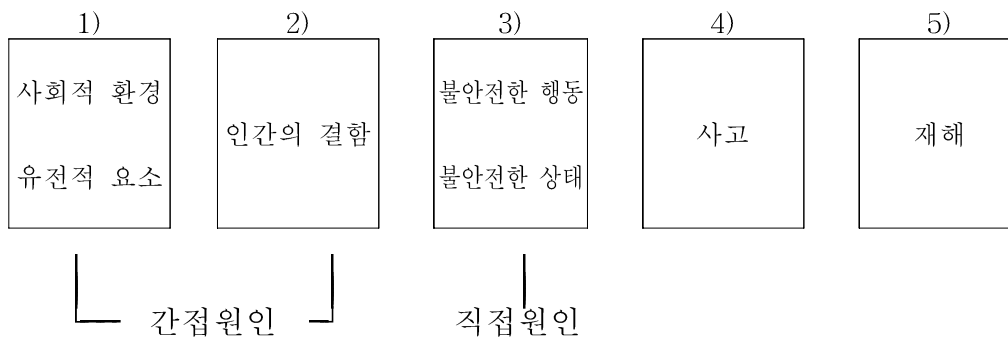 1) 2) 3) 4) 5)
사회적 환경
유전적 요소
인간의 결함
불안전한 행동
불안전한 상태
사고
재해
간접원인 직접원인